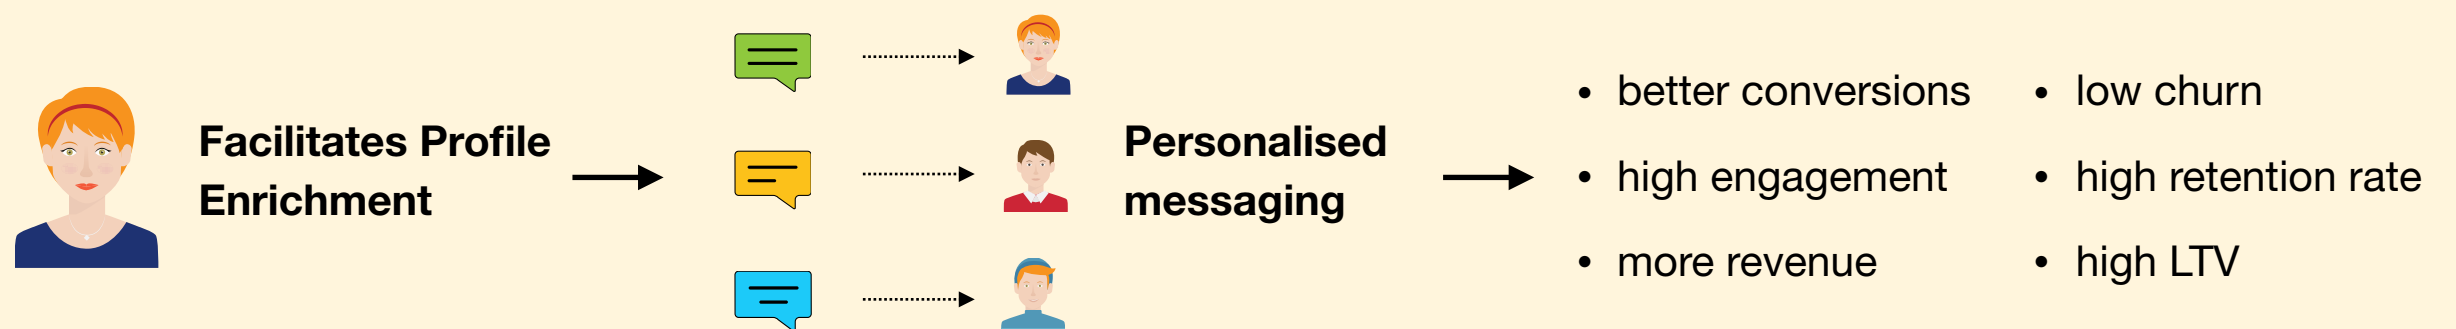 Facilitates Profile
Enrichment
Personalised
messaging
• better conversions
• high engagement
• more revenue
• low churn
• high retention rate
• high LTV